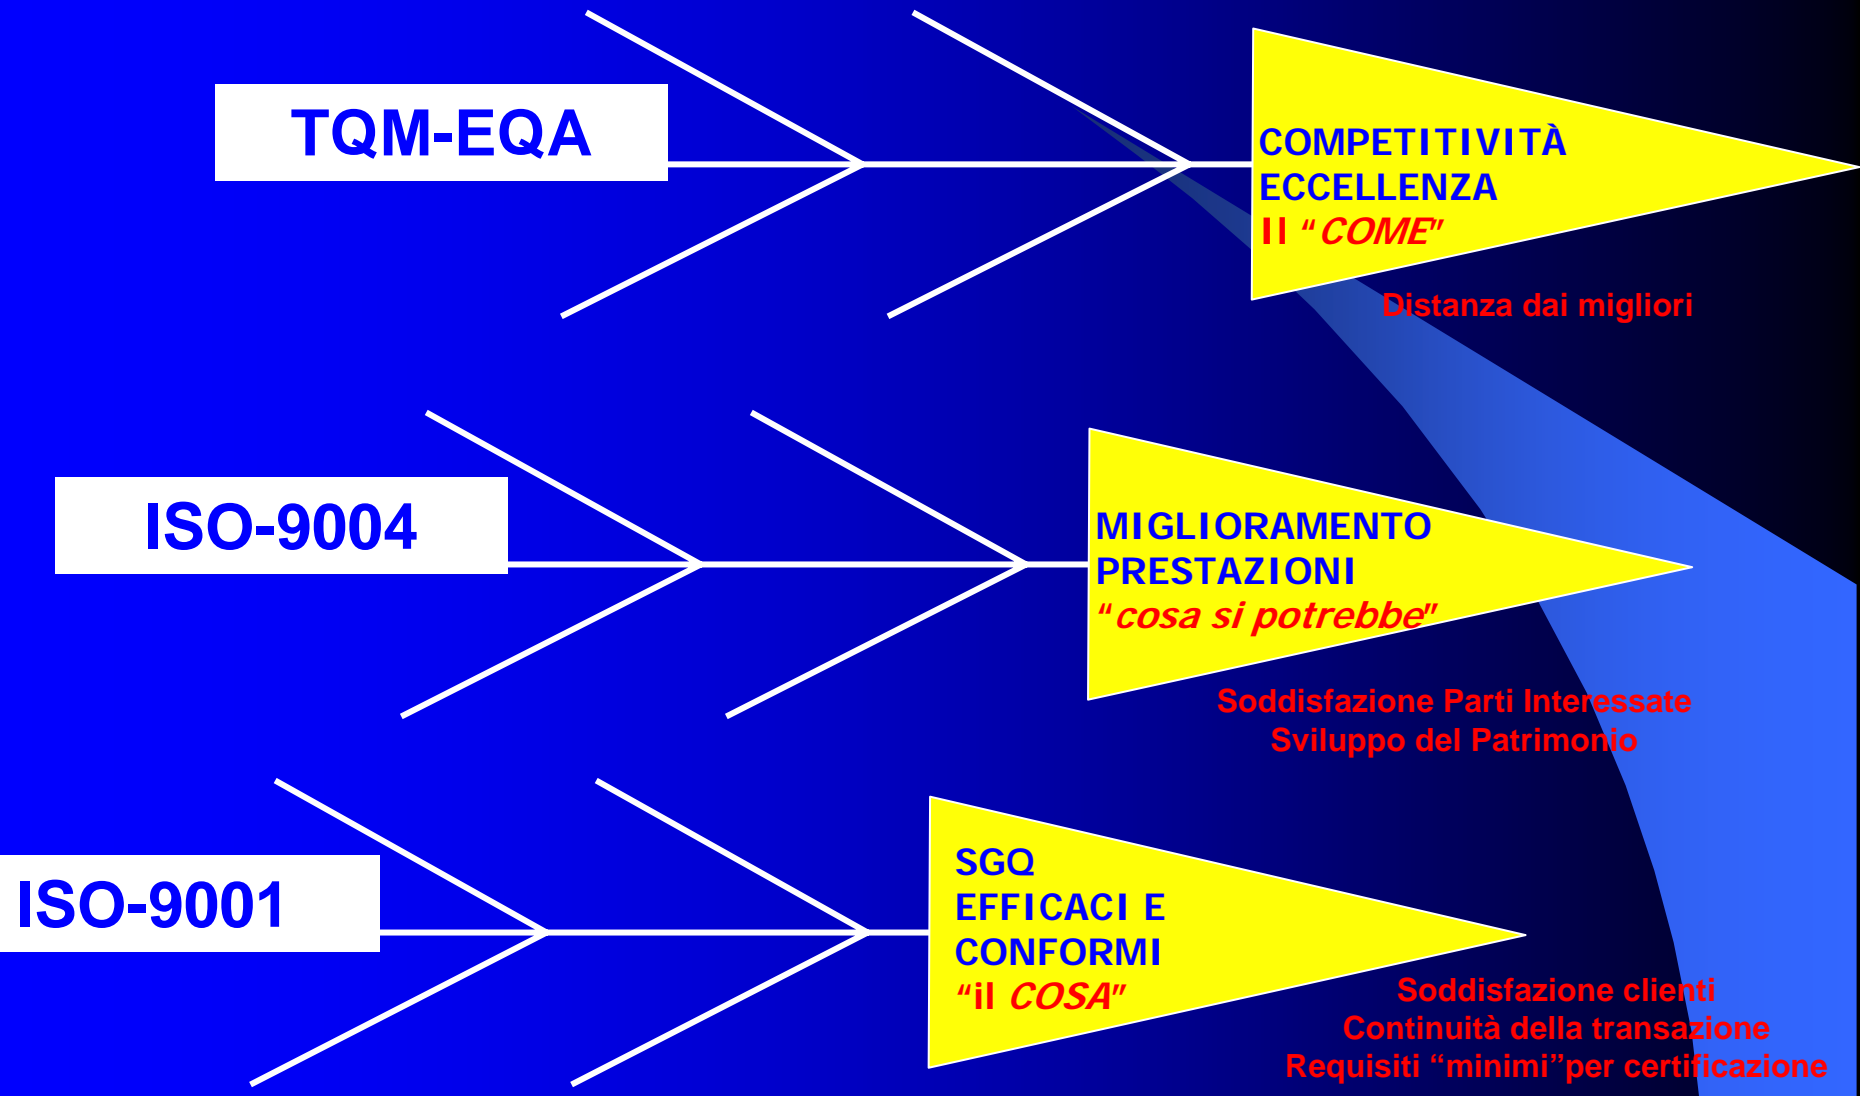 TQM-EQA
COMPETITIVITÀ
ECCELLENZA
Il “COME”
Distanza dai migliori
ISO-9004
MIGLIORAMENTO
PRESTAZIONI
“cosa si potrebbe”
Soddisfazione Parti Interessate
Sviluppo del Patrimonio
ISO-9001
SGQ
EFFICACI E
CONFORMI
“il COSA”
Soddisfazione clienti
Continuità della transazione
Requisiti “minimi”per certificazione